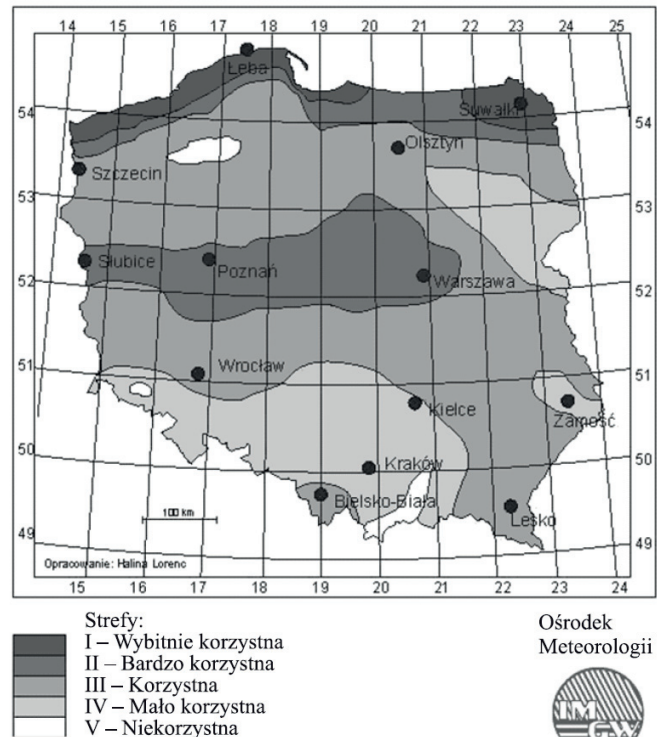 14 15 16 17 18 19 20 21 22 23 24 25
Łeba
54 Suwałki 54
Olsztyn
Szczecin
53 53
Słubice Poznań
52 Warszawa 52
51 Wrocław 51
Kielce
Zamość
50 Kraków 50
100 km Bielsko-Biała Lesko
49 49
Opracowanie: Halina Lorenc
15 16 17 18 19 20 21 22 23 24
Strefy:
I – Wybitnie korzystna
II – Bardzo korzystna
III – Korzystna
IV – Mało korzystna
V – Niekorzystna
Ośrodek
Meteorologii
IM
GW